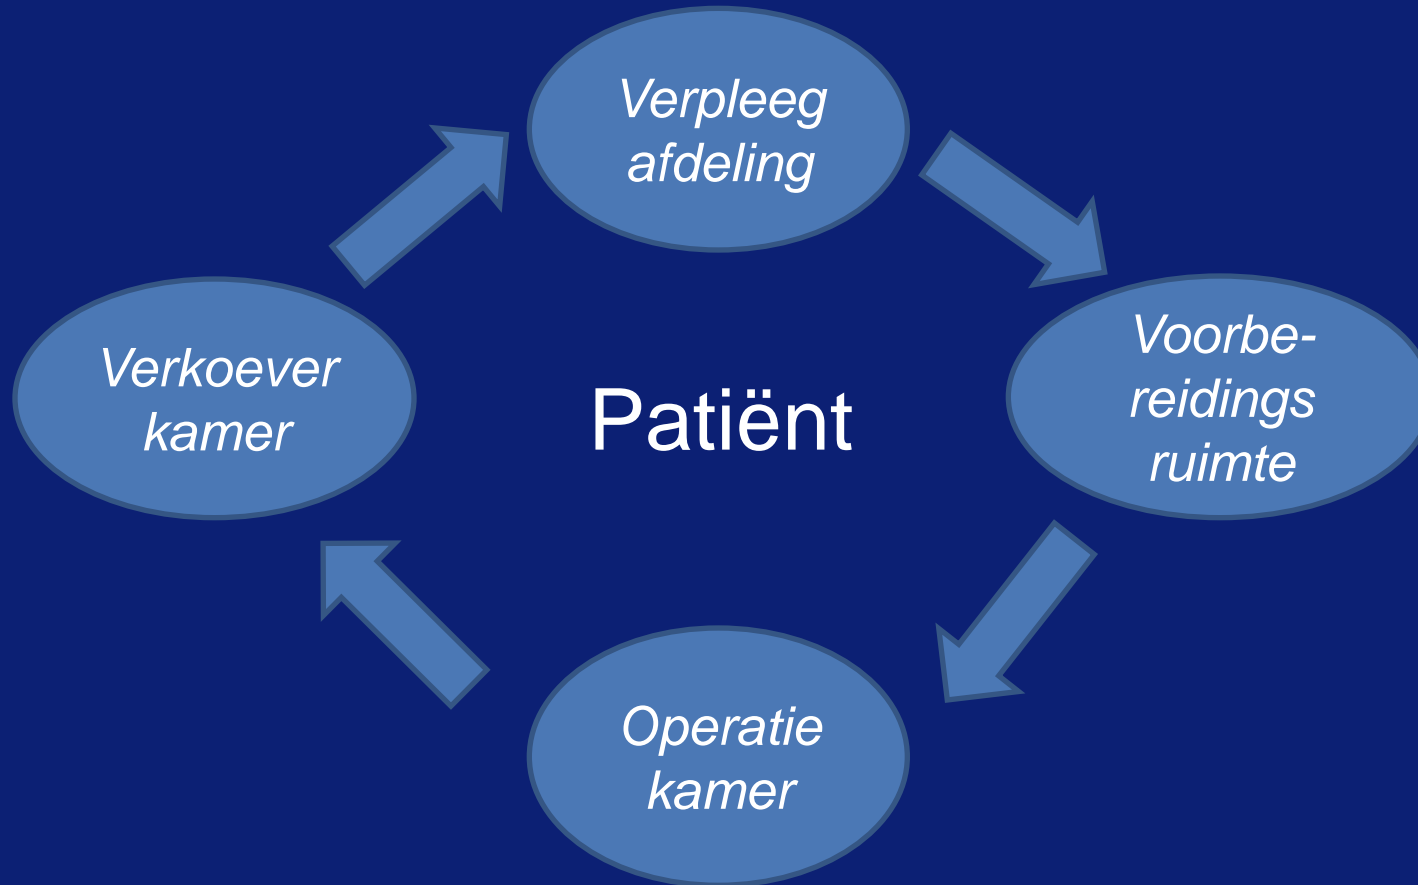 Verpleeg
afdeling
Voorbe-
reidings
ruimte
Verkoever
kamer
Patiënt
Operatie
kamer